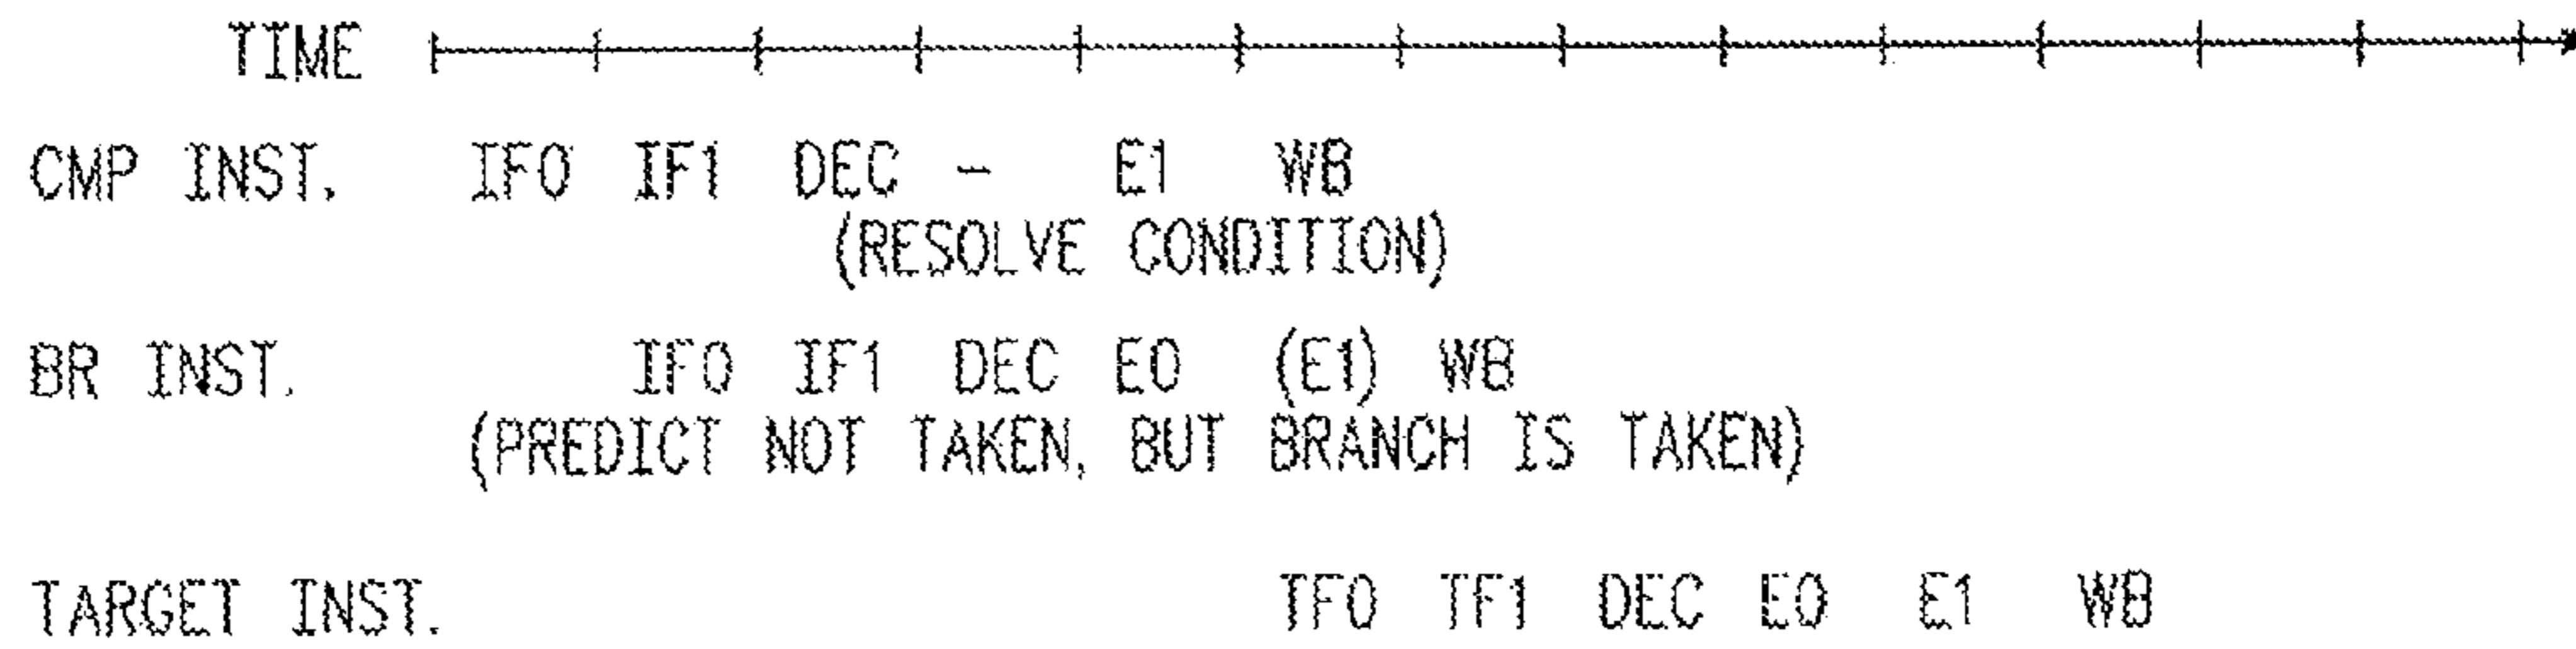 TIME
CMP INST. IF0 IF1 DEC - E1 WB
(RESOLVE CONDITION)
BR INST. IF0 IF1 DEC E0 (E1) WB
(PREDICT NOT TAKEN, BUT BRANCH IS TAKEN)
TARGET INST. TF0 TF1 DEC E0 E1 WB